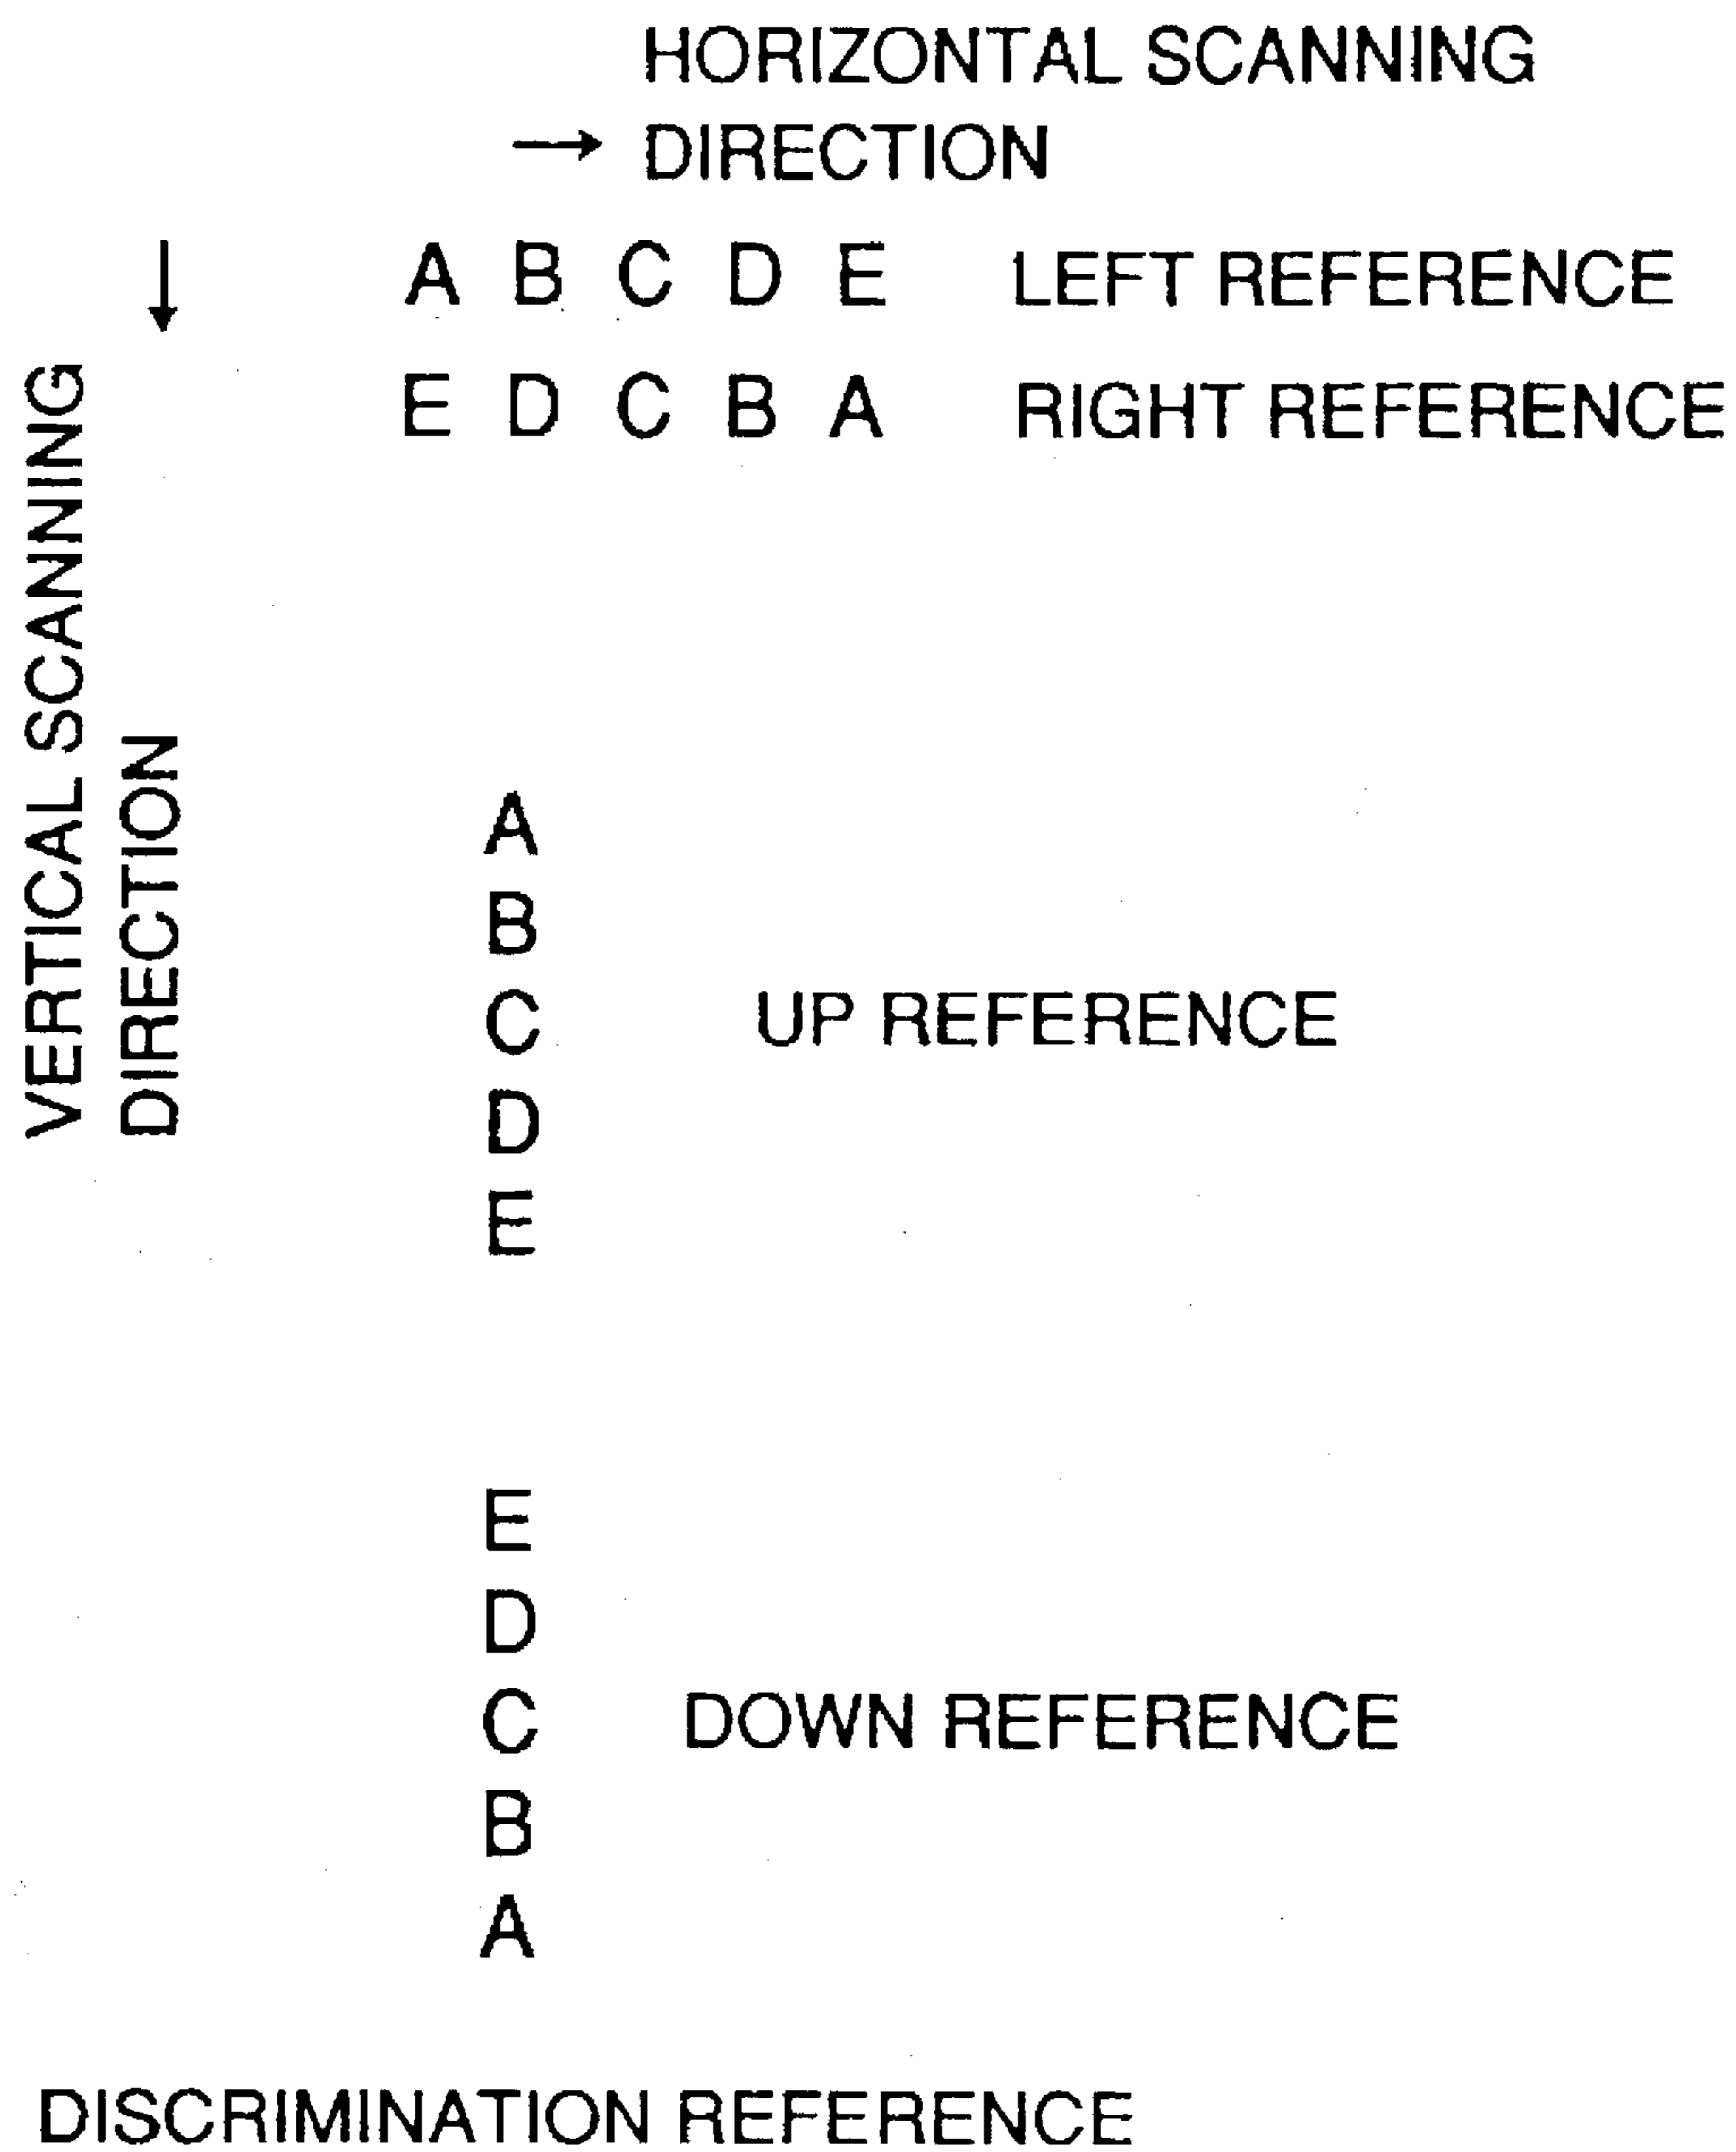 HORIZONTAL SCANNING
DIRECTION
A B C D E LEFT REFERENCE
E D C B A RIGHT REFERENCE
VERTICAL SCANNING
DIRECTION
A
B
C UP REFERENCE
D
E
E
D
C DOWN REFERENCE
B
A
DISCRIMINATION REFERENCE